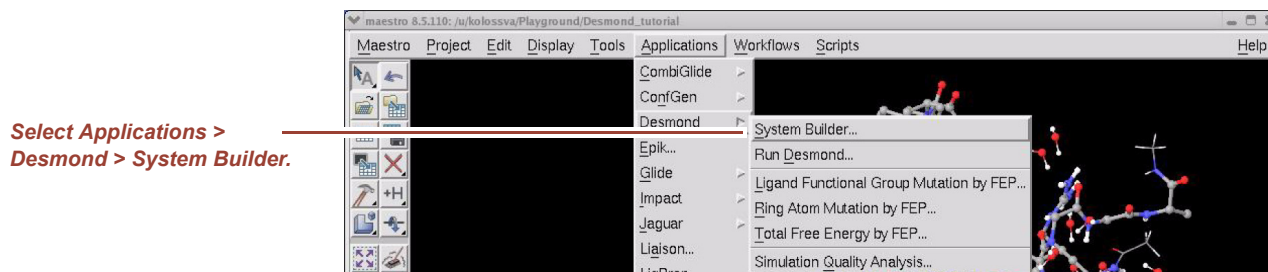 maestro 8.5.110: /u/kolossva/Playground/Desmond_tutorial
Maestro Project Edit Display Tools Applications Workflows Scripts Help
CombiGlide
ConfGen
Desmond
Epik...
Glide
Impact
Jaguar
Liaison...
System Builder...
Run Desmond...
Ligand Functional Group Mutation by FEP...
Ring Atom Mutation by FEP...
Total Free Energy by FEP...
Simulation Quality Analysis...
+H
Select Applications >
Desmond > System Builder.